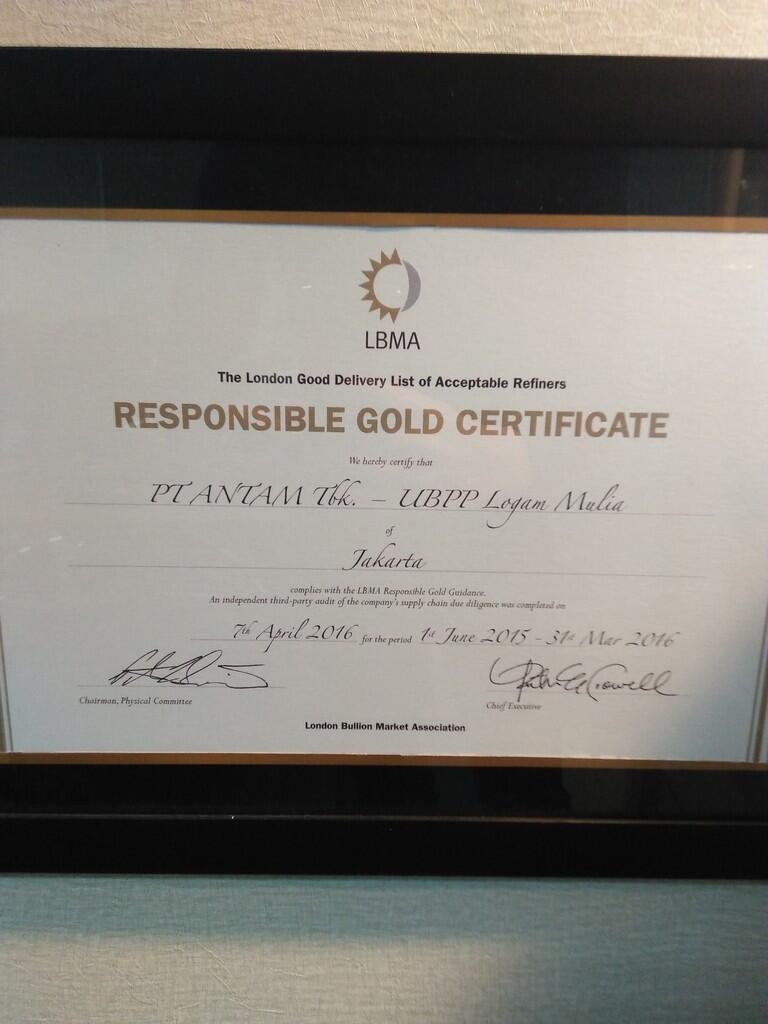 LBMA
The London Good Delivery List of Acceptable Refiners
RESPONSIBLE GOLD CERTIFICATE
We hereby certify that
PT ANTAM Tbk. – UBPP Logam Mulia
of
Jakarta
complies with the LBMA Responsible Gold Guidance.
An independent third-party audit of the company's supply chain due diligence was completed on
7th April 2016 for the period 1st June 2015 - 31st Mar 2016
Chairman, Physical Committee
Chief Executive
London Bullion Market Association